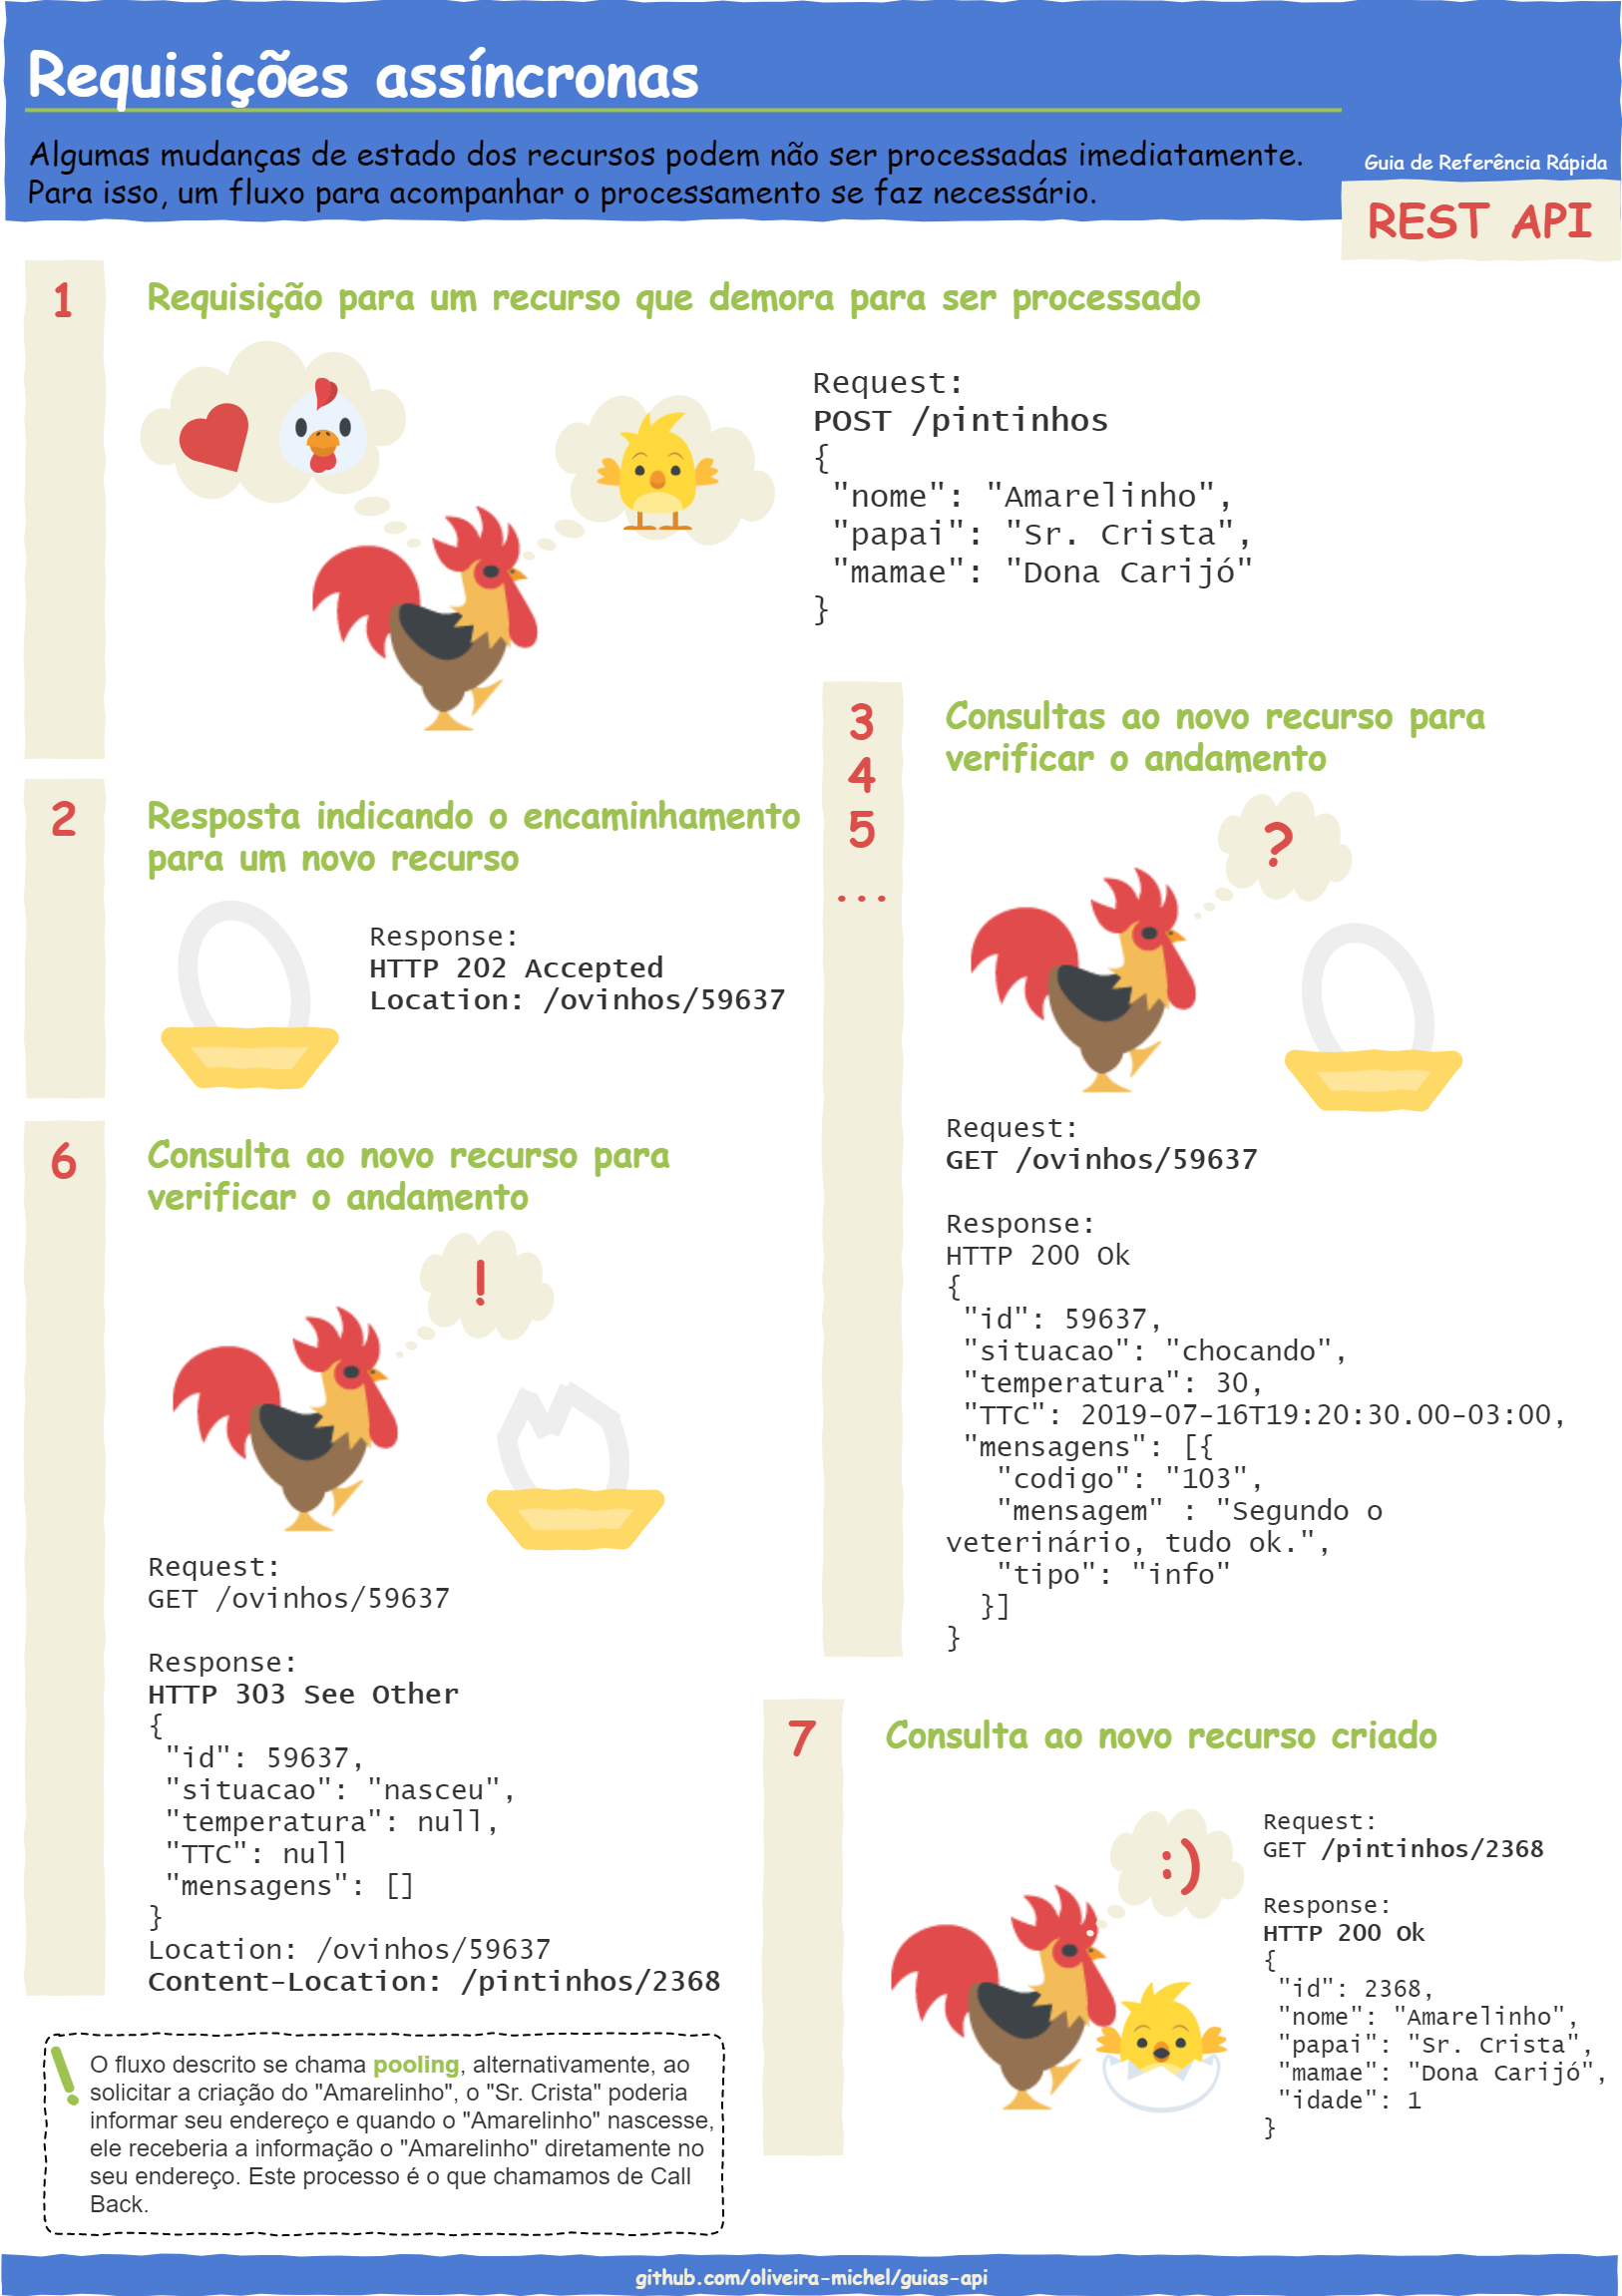 Requisições assíncronas
Algumas mudanças de estado dos recursos podem não ser processadas imediatamente.
Para isso, um fluxo para acompanhar o processamento se faz necessário.
Guia de Referência Rápida
REST API
1
Requisição para um recurso que demora para ser processado
Request:
POST /pintinhos
{
"nome": "Amarelinho",
"papai": "Sr. Crista",
"mamae": "Dona Carijó"
}
2
Resposta indicando o encaminhamento
para um novo recurso
Response:
HTTP 202 Accepted
Location: /ovinhos/59637
3
4
5
...
Consultas ao novo recurso para
verificar o andamento
?
Request:
GET /ovinhos/59637
Response:
HTTP 200 Ok
{
"id": 59637,
"situacao": "chocando",
"temperatura": 30,
"TTC": 2019-07-16T19:20:30.00-03:00,
"mensagens": [{
"codigo": "103",
"mensagem" : "Segundo o
veterinário, tudo ok.",
"tipo": "info"
}]
}
6
Consulta ao novo recurso para
verificar o andamento
!
Request:
GET /ovinhos/59637
Response:
HTTP 303 See Other
{
"id": 59637,
"situacao": "nasceu",
"temperatura": null,
"TTC": null
"mensagens": []
}
Location: /ovinhos/59637
Content-Location: /pintinhos/2368
7
Consulta ao novo recurso criado
:)
Request:
GET /pintinhos/2368
Response:
HTTP 200 Ok
{
"id": 2368,
"nome": "Amarelinho",
"papai": "Sr. Crista",
"mamae": "Dona Carijó",
"idade": 1
}
!
O fluxo descrito se chama pooling, alternativamente, ao
solicitar a criação do "Amarelinho", o "Sr. Crista" poderia
informar seu endereço e quando o "Amarelinho" nascesse,
ele receberia a informação o "Amarelinho" diretamente no
seu endereço. Este processo é o que chamamos de Call
Back.
github.com/oliveira-michel/guias-api